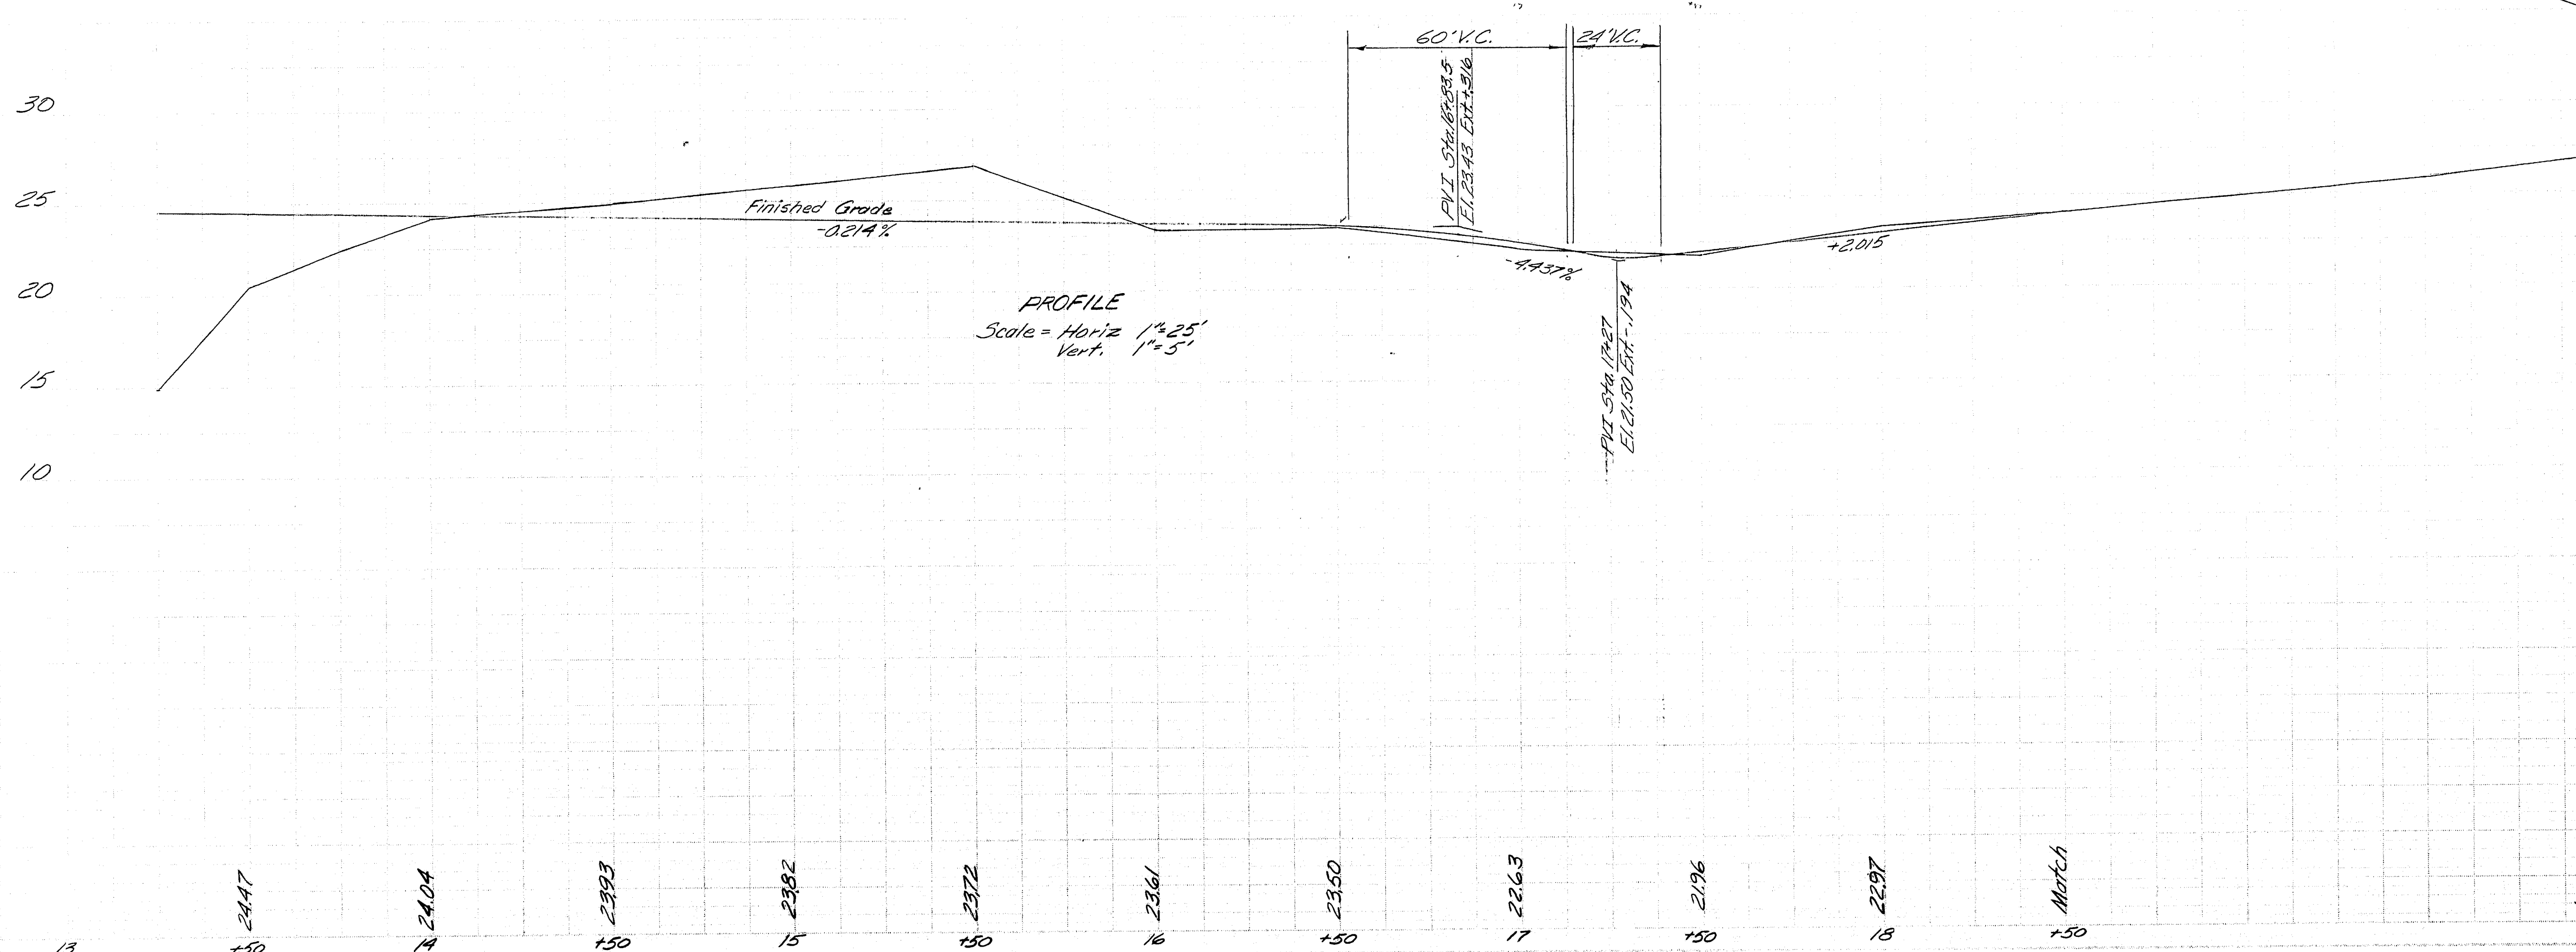 60' V.C.
24' V.C.
PVI Sta. 16+83.5
El. 23.43 Ext. +.316
30
25
20
15
10
Finished Grade
-0.214%
-4.437%
+2.015
PROFILE
Scale = Horiz 1"=25'
Vert. 1"=5'
PVI Sta. 17+27
El. 21.50 Ext. -.194
24.47
24.04
23.93
23.82
23.72
23.61
23.50
22.63
21.96
22.97
Match
13
+50
14
+50
15
+50
16
+50
17
+50
18
+50